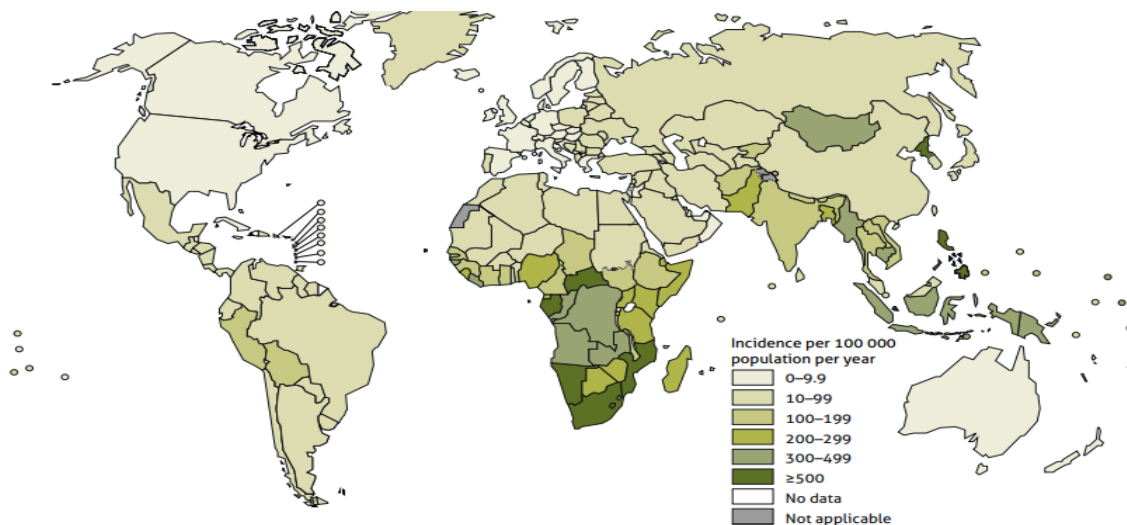 Incidence per 100 000
population per year
0–9.9
10–99
100–199
200–299
300–499
≥500
No data
Not applicable